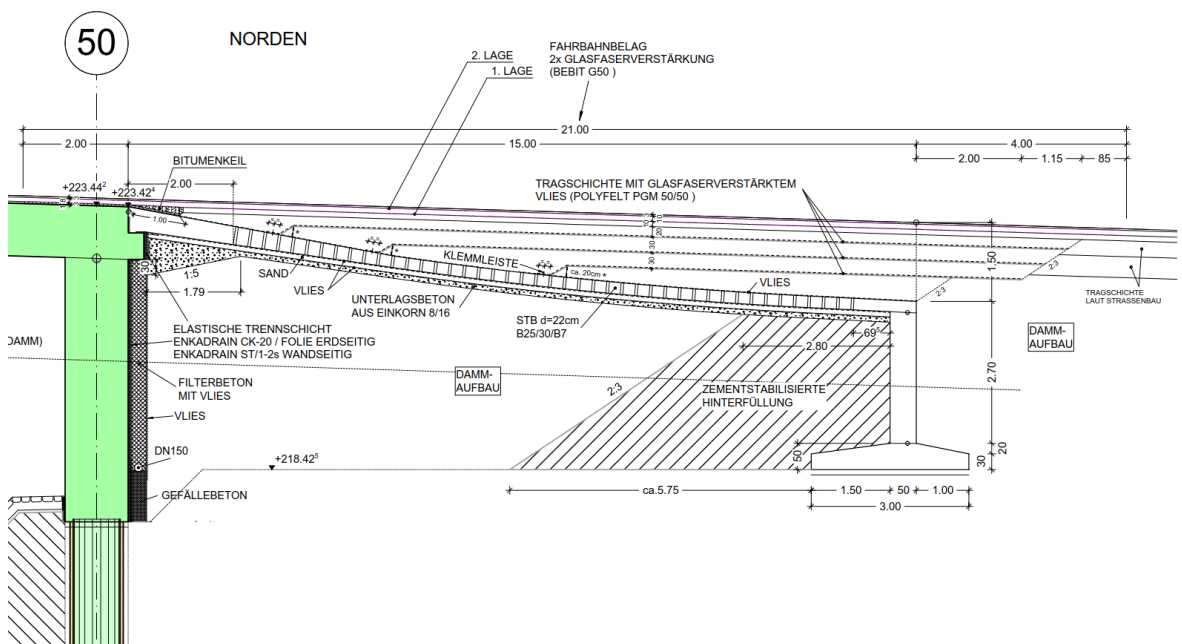 50
NORDEN
2. LAGE
1. LAGE
FAHRBAHNBELAG
2x GLASFASERVERSTÄRKUNG
(BEBIT G50 )
21.00
2.00
15.00
4.00
2.00
1.15
85
BITUMENKEIL
2.00
+223.44²
+223.42⁴
1.00
TRAGSCHICHTE MIT GLASFASERVERSTÄRKTEM
VLIES (POLYFELT PGM 50/50 )
10
20
30
30
1.50
KLEMMLEISTE
ca. 20cm *
SAND
VLIES
VLIES
30
1:5
1.79
UNTERLAGSBETON
AUS EINKORN 8/16
STB d=22cm
B25/30/B7
2:3
2:3
TRAGSCHICHTE
LAUT STRASSENBAU
ELASTISCHE TRENNSCHICHT
ENKADRAIN CK-20 / FOLIE ERDSEITIG
ENKADRAIN ST/1-2s WANDSEITIG
69⁵
2.80
DAMM-
AUFBAU
DAMM)
FILTERBETON
MIT VLIES
DAMM-
AUFBAU
2:3
ZEMENTSTABILISIERTE
HINTERFÜLLUNG
2.70
VLIES
DN150
+218.42⁵
50
30
20
GEFÄLLEBETON
ca.5.75
1.50
50
1.00
3.00